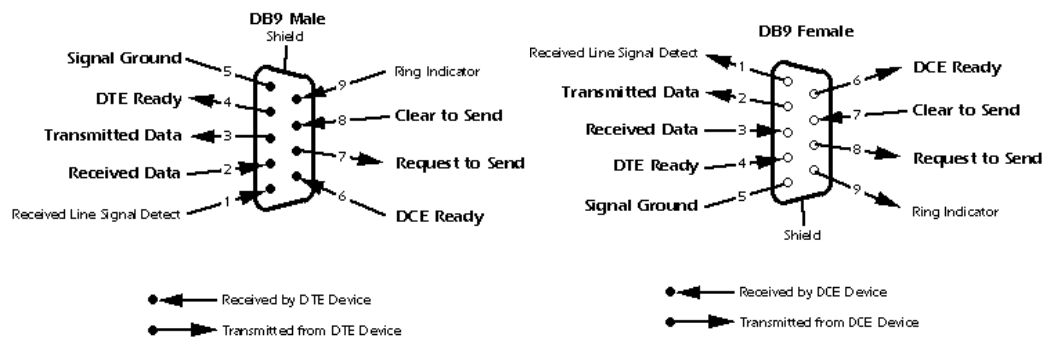 DB9 Male
Shield
Signal Ground
5
DTE Ready
4
Transmitted Data
3
Received Data
2
Received Line Signal Detect
1
9
Ring Indicator
8
Clear to Send
7
Request to Send
6
DCE Ready
Received by DTE Device
Transmitted from DTE Device
DB9 Female
Received Line Signal Detect
1
Transmitted Data
2
Received Data
3
DTE Ready
4
Signal Ground
5
6
DCE Ready
7
Clear to Send
8
Request to Send
9
Ring Indicator
Shield
Received by DCE Device
Transmitted from DCE Device